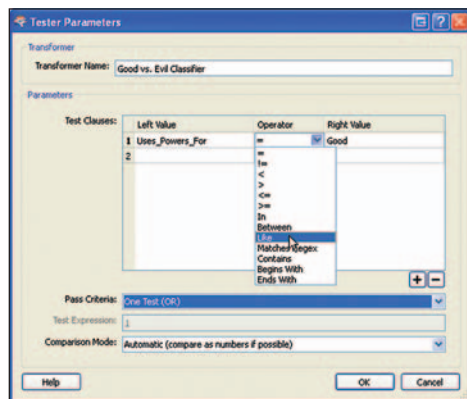 Tester Parameters
Transformer
Transformer Name: Good vs. Evil Classifier
Parameters
Test Clauses:
Left Value Operator Right Value
1 Uses_Powers_For = Good
2
=
!=
<
>
<=
>=
In
Between
Like
Matches Regex
Contains
Begins With
Ends With
Pass Criteria: One Test (OR)
Test Expression: 1
Comparison Mode: Automatic (compare as numbers if possible)
Help OK Cancel